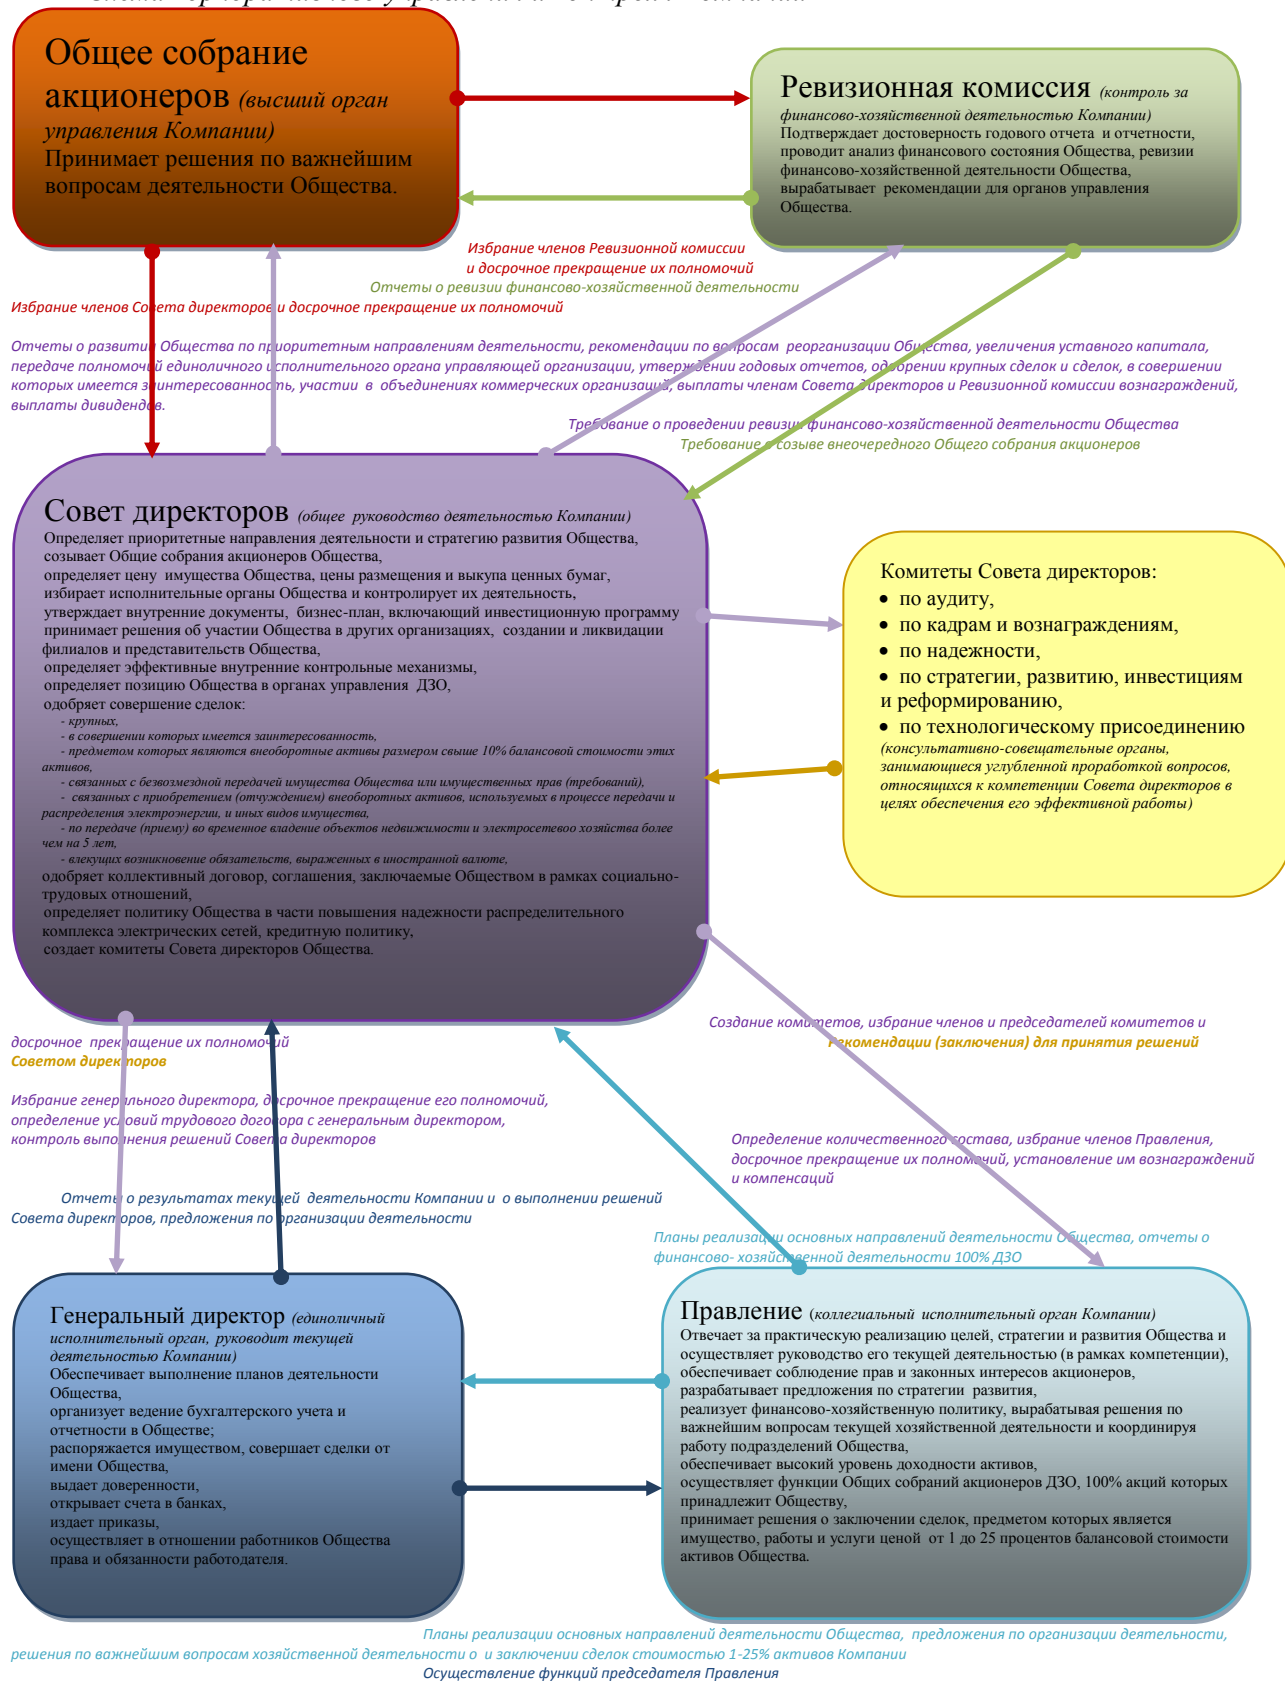 Общее собрание
акционеров (высший орган
управления Компании)
Принимает решения по важнейшим
вопросам деятельности Общества.
Ревизионная комиссия (контроль за
финансово-хозяйственной деятельностью Компании)
Подтверждает достоверность годового отчета и отчетности,
проводит анализ финансового состояния Общества, ревизии
финансово-хозяйственной деятельности Общества,
вырабатывает рекомендации для органов управления
Общества.
Избрание членов Ревизионной комиссии
и досрочное прекращение их полномочий
Отчеты о ревизии финансово-хозяйственной деятельности
Избрание членов Совета директоров и досрочное прекращение их полномочий
Отчеты о развитии Общества по приоритетным направлениям деятельности, рекомендации по вопросам реорганизации Общества, увеличения уставного капитала,
передаче полномочий единоличного исполнительного органа управляющей организации, утверждении годовых отчетов, одобрении крупных сделок и сделок, в совершении
которых имеется заинтересованность, участии в объединениях коммерческих организаций, выплаты членам Совета директоров и Ревизионной комиссии вознаграждений,
выплаты дивидендов.
Требование о проведении ревизии финансово-хозяйственной деятельности Общества
Требование о созыве внеочередного Общего собрания акционеров
Совет директоров (общее руководство деятельностью Компании)
Определяет приоритетные направления деятельности и стратегию развития Общества,
созывает Общие собрания акционеров Общества,
определяет цену имущества Общества, цены размещения и выкупа ценных бумаг,
избирает исполнительные органы Общества и контролирует их деятельность,
утверждает внутренние документы, бизнес-план, включающий инвестиционную программу
принимает решения об участии Общества в других организациях, создании и ликвидации
филиалов и представительств Общества,
определяет эффективные внутренние контрольные механизмы,
определяет позицию Общества в органах управления ДЗО,
одобряет совершение сделок:
- крупных,
- в совершении которых имеется заинтересованность,
- предметом которых являются внеоборотные активы размером свыше 10% балансовой стоимости этих
активов,
- связанных с безвозмездной передачей имущества Общества или имущественных прав (требований),
- связанных с приобретением (отчуждением) внеоборотных активов, используемых в процессе передачи и
распределения электроэнергии, и иных видов имущества,
- по передаче (приему) во временное владение объектов недвижимости и электросетевоо хозяйства более
чем на 5 лет,
- влекущих возникновение обязательств, выраженных в иностранной валюте,
одобряет коллективный договор, соглашения, заключаемые Обществом в рамках социально-
трудовых отношений,
определяет политику Общества в части повышения надежности распределительного
комплекса электрических сетей, кредитную политику,
создает комитеты Совета директоров Общества.
Комитеты Совета директоров:
• по аудиту,
• по кадрам и вознаграждениям,
• по надежности,
• по стратегии, развитию, инвестициям
и реформированию,
• по технологическому присоединению
(консультативно-совещательные органы,
занимающиеся углубленной проработкой вопросов,
относящихся к компетенции Совета директоров в
целях обеспечения его эффективной работы)
Создание комитетов, избрание членов и председателей комитетов и
досрочное прекращение их полномочий
Рекомендации (заключения) для принятия решений
Советом директоров
Избрание генерального директора, досрочное прекращение его полномочий,
определение условий трудового договора с генеральным директором,
контроль выполнения решений Совета директоров
Определение количественного состава, избрание членов Правления,
досрочное прекращение их полномочий, установление им вознаграждений
и компенсаций
Отчеты о результатах текущей деятельности Компании и о выполнении решений
Совета директоров, предложения по организации деятельности
Планы реализации основных направлений деятельности Общества, отчеты о
финансово- хозяйственной деятельности 100% ДЗО
Генеральный директор (единоличный
исполнительный орган, руководит текущей
деятельностью Компании)
Обеспечивает выполнение планов деятельности
Общества,
организует ведение бухгалтерского учета и
отчетности в Обществе;
распоряжается имуществом, совершает сделки от
имени Общества,
выдает доверенности,
открывает счета в банках,
издает приказы,
осуществляет в отношении работников Общества
права и обязанности работодателя.
Правление (коллегиальный исполнительный орган Компании)
Отвечает за практическую реализацию целей, стратегии и развития Общества и
осуществляет руководство его текущей деятельностью (в рамках компетенции),
обеспечивает соблюдение прав и законных интересов акционеров,
разрабатывает предложения по стратегии развития,
реализует финансово-хозяйственную политику, вырабатывая решения по
важнейшим вопросам текущей хозяйственной деятельности и координируя
работу подразделений Общества,
обеспечивает высокий уровень доходности активов,
осуществляет функции Общих собраний акционеров ДЗО, 100% акций которых
принадлежит Обществу,
принимает решения о заключении сделок, предметом которых является
имущество, работы и услуги ценой от 1 до 25 процентов балансовой стоимости
активов Общества.
Планы реализации основных направлений деятельности Общества, предложения по организации деятельности,
решения по важнейшим вопросам хозяйственной деятельности о и заключении сделок стоимостью 1-25% активов Компании
Осуществление функций председателя Правления